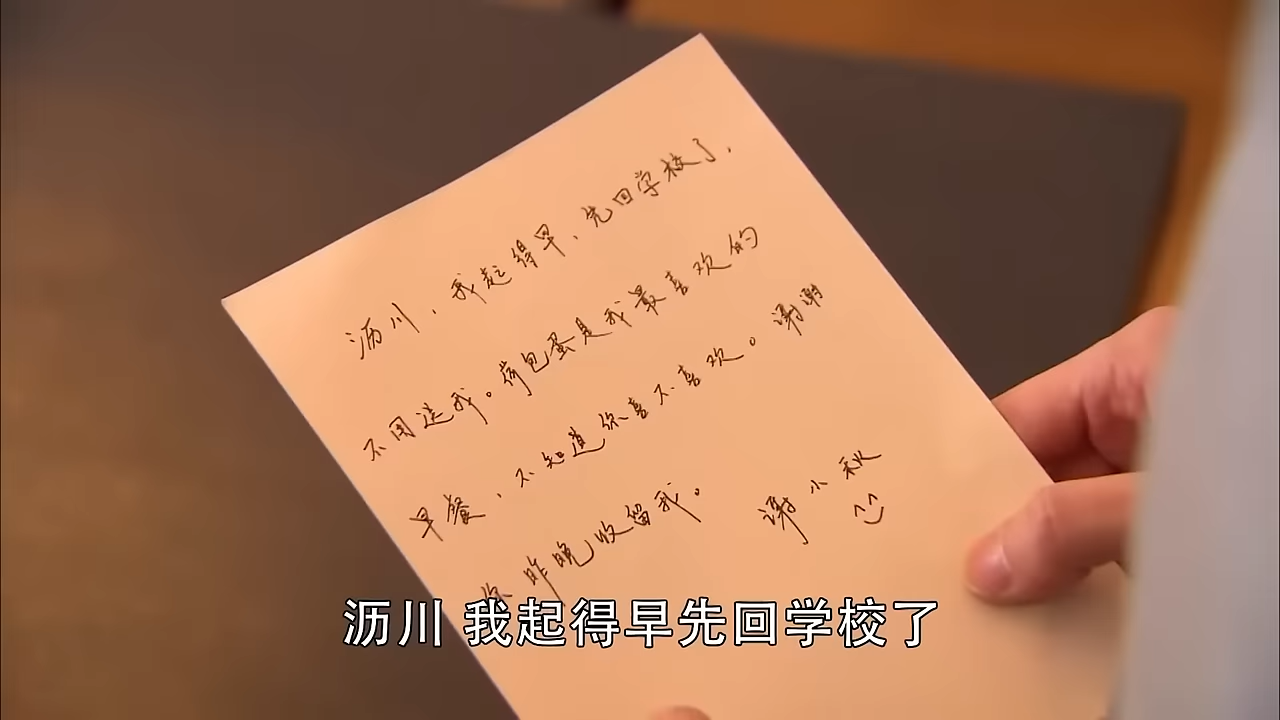 沥川，我起得早、先回学校了，
不用送我。荷包蛋是我最喜欢的
早餐，不知道你喜不喜欢。谢谢
你昨晚收留我。
谢小秋
沥川 我起得早先回学校了